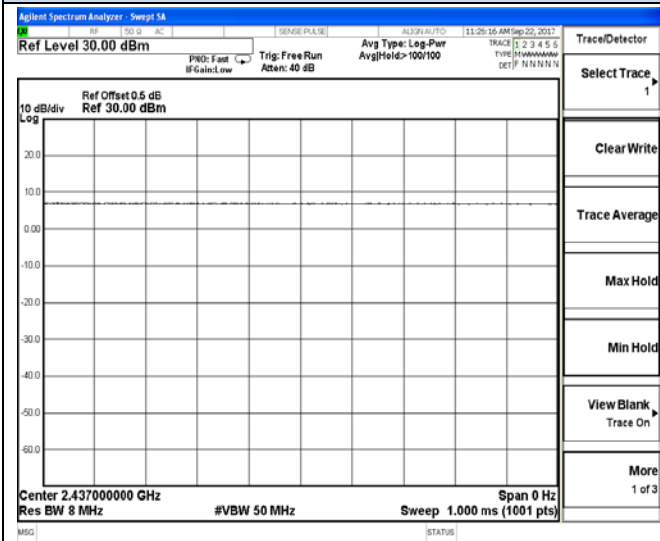 Agilent Spectrum Analyzer - Swept SA
RF 50 Ω AC SENSE:PULSE ALIGN AUTO 11:25:16 AM Sep 22, 2017
Ref Level 30.00 dBm
PNO: Fast
IFGain:Low
Trig: Free Run
Atten: 40 dB
Avg Type: Log-Pwr
Avg|Hold:>100/100
TRACE 1 2 3 4 5 6
TYPE MWWWWW
DET P N N N N N
Trace/Detector
Select Trace
1
Clear Write
Trace Average
Max Hold
Min Hold
View Blank
Trace On
More
1 of 3
Ref Offset 0.5 dB
10 dB/div Ref 30.00 dBm
Log
20.0
10.0
0.00
-10.0
-20.0
-30.0
-40.0
-50.0
-60.0
Center 2.437000000 GHz Span 0 Hz
Res BW 8 MHz #VBW 50 MHz Sweep 1.000 ms (1001 pts)
MSG STATUS